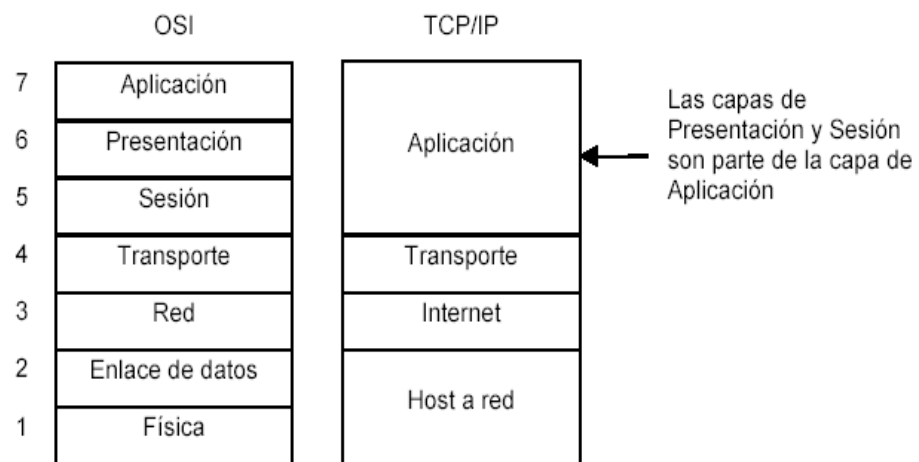 OSI
TCP/IP
7
Aplicación
6
Presentación
5
Sesión
4
Transporte
3
Red
2
Enlace de datos
1
Física
Aplicación
Transporte
Internet
Host a red
Las capas de
Presentación y Sesión
son parte de la capa de
Aplicación